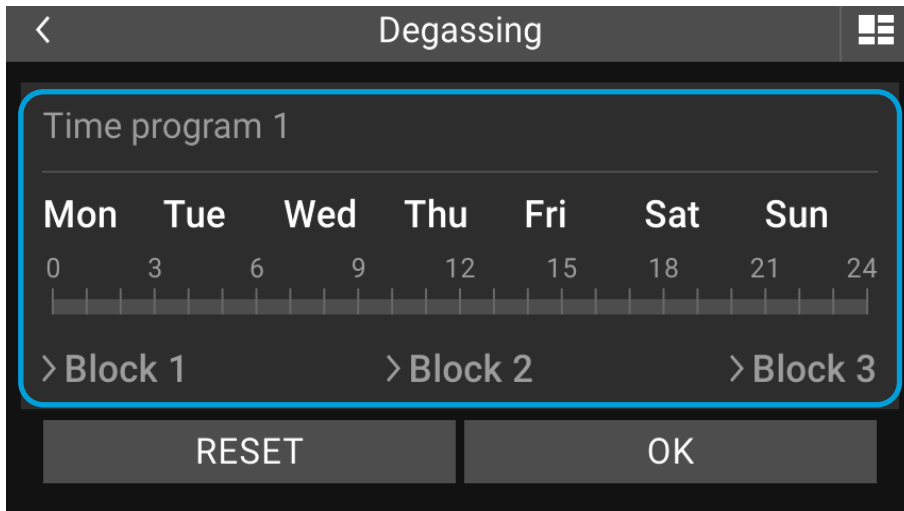 Degassing
Time program 1
Mon Tue Wed Thu Fri Sat Sun
0 3 6 9 12 15 18 21 24
Block 1 Block 2 Block 3
RESET OK